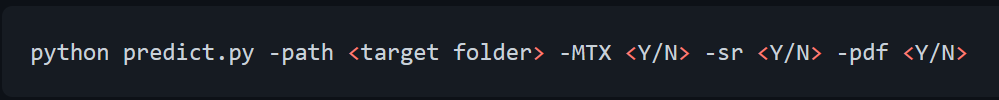 python predict.py -path <target folder> -MTX <Y/N> -sr <Y/N> -pdf <Y/N>